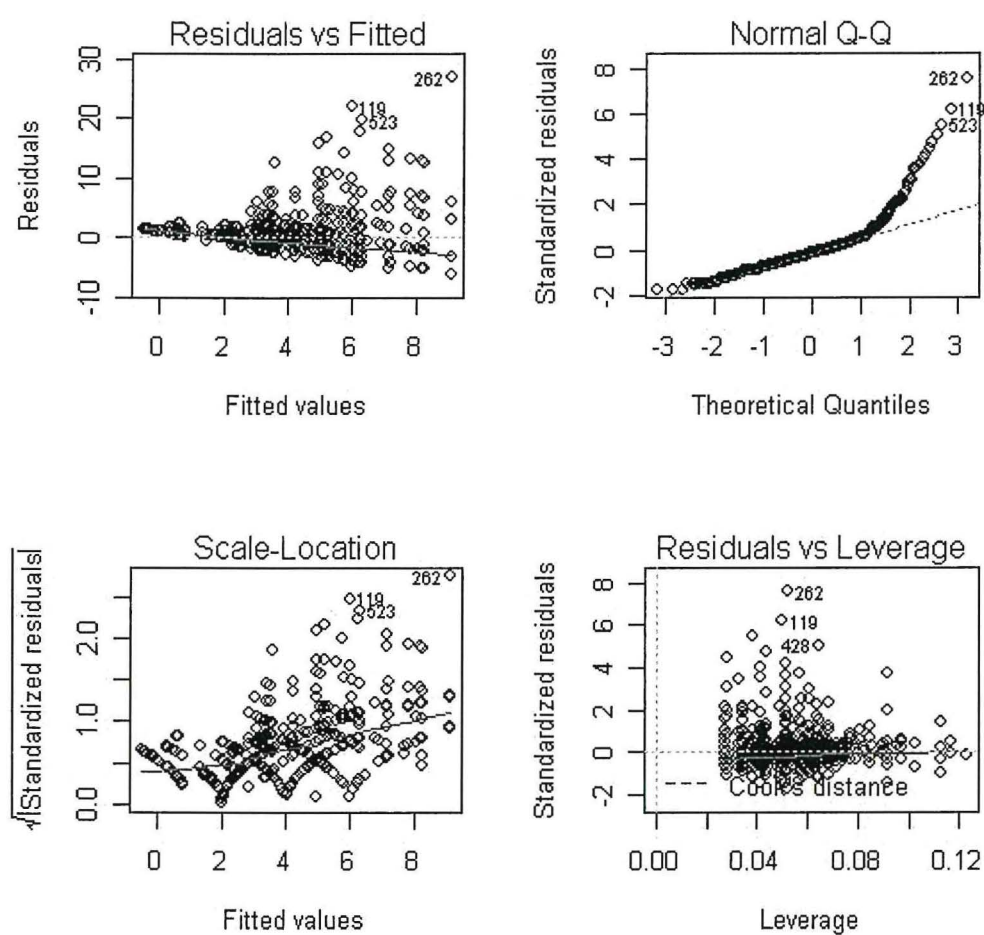 Residuals vs Fitted
Residuals
30
20
10
0
-10
262
119
523
0 2 4 6 8
Fitted values
Normal Q-Q
Standardized residuals
8
6
4
2
0
-2
262
119
523
-3 -2 -1 0 1 2 3
Theoretical Quantiles
Scale-Location
√|Standardized residuals|
2.0
1.0
0.0
262
119
523
0 2 4 6 8
Fitted values
Residuals vs Leverage
Standardized residuals
8
6
4
2
0
-2
262
119
428
Cook's distance
0.00 0.04 0.08 0.12
Leverage